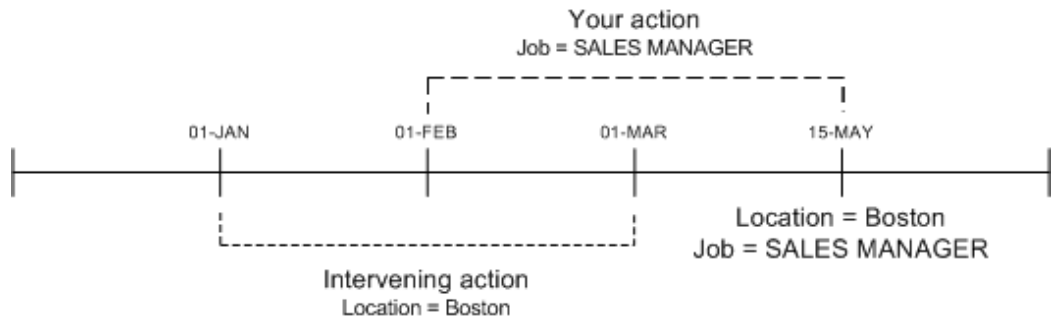 Your action
Job = SALES MANAGER
01-JAN 01-FEB 01-MAR 15-MAY
Location = Boston
Job = SALES MANAGER
Intervening action
Location = Boston